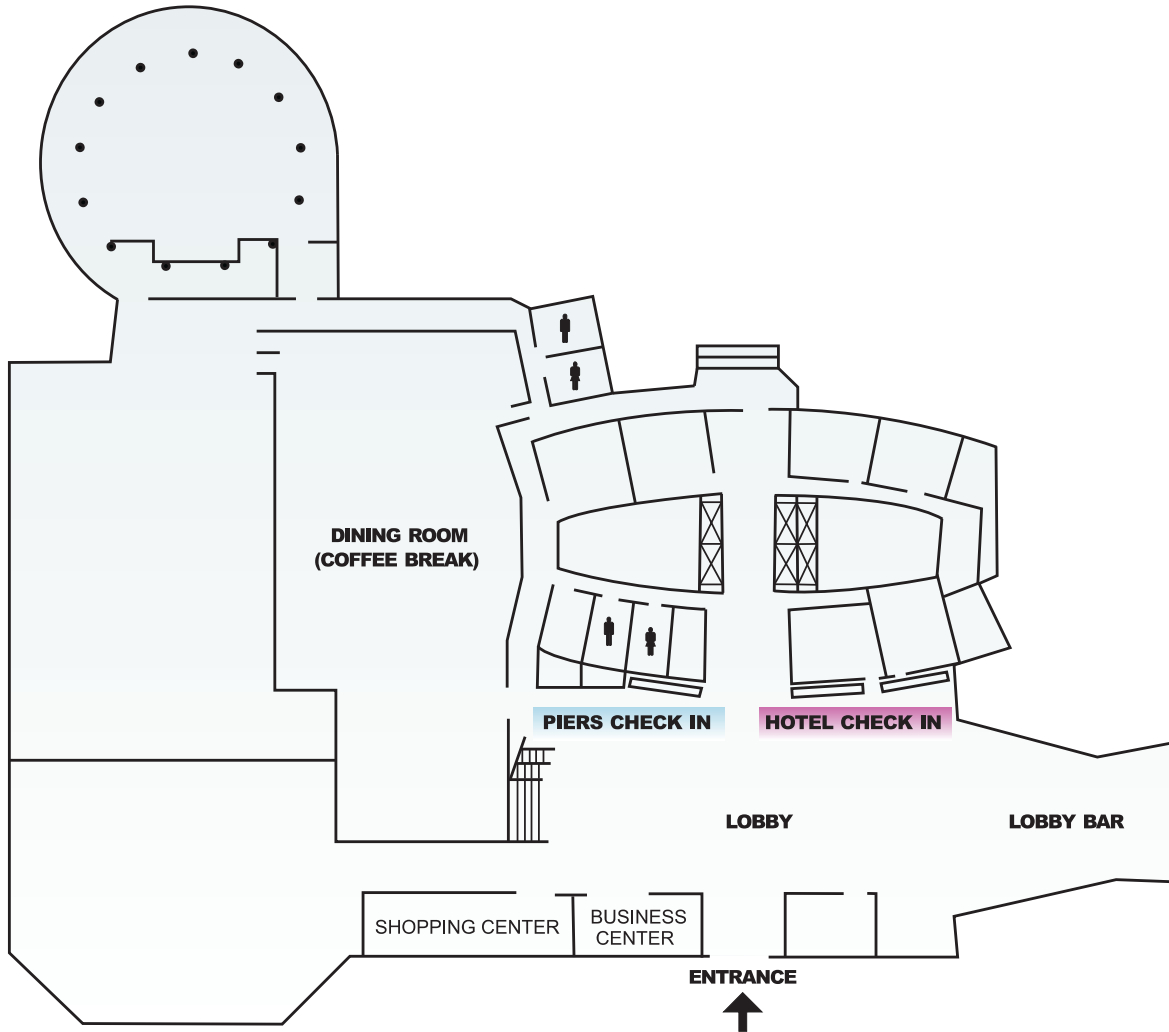 DINING ROOM
(COFFEE BREAK)
PIERS CHECK IN
HOTEL CHECK IN
LOBBY
LOBBY BAR
SHOPPING CENTER
BUSINESS
CENTER
ENTRANCE